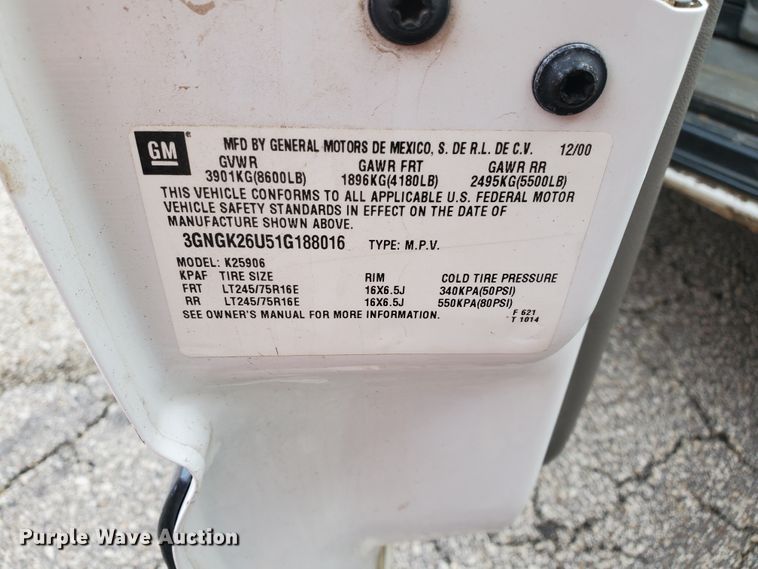 GM ® MFD BY GENERAL MOTORS DE MEXICO, S. DE R.L. DE C.V. 12/00
GVWR GAWR FRT GAWR RR
3901KG(8600LB) 1896KG(4180LB) 2495KG(5500LB)
THIS VEHICLE CONFORMS TO ALL APPLICABLE U.S. FEDERAL MOTOR
VEHICLE SAFETY STANDARDS IN EFFECT ON THE DATE OF
MANUFACTURE SHOWN ABOVE.
3GNGK26U51G188016 TYPE: M.P.V.
MODEL: K25906
KPAF TIRE SIZE RIM COLD TIRE PRESSURE
FRT LT245/75R16E 16X6.5J 340KPA(50PSI)
RR LT245/75R16E 16X6.5J 550KPA(80PSI)
SEE OWNER'S MANUAL FOR MORE INFORMATION.
F 621
T 1014
Purple Wave Auction